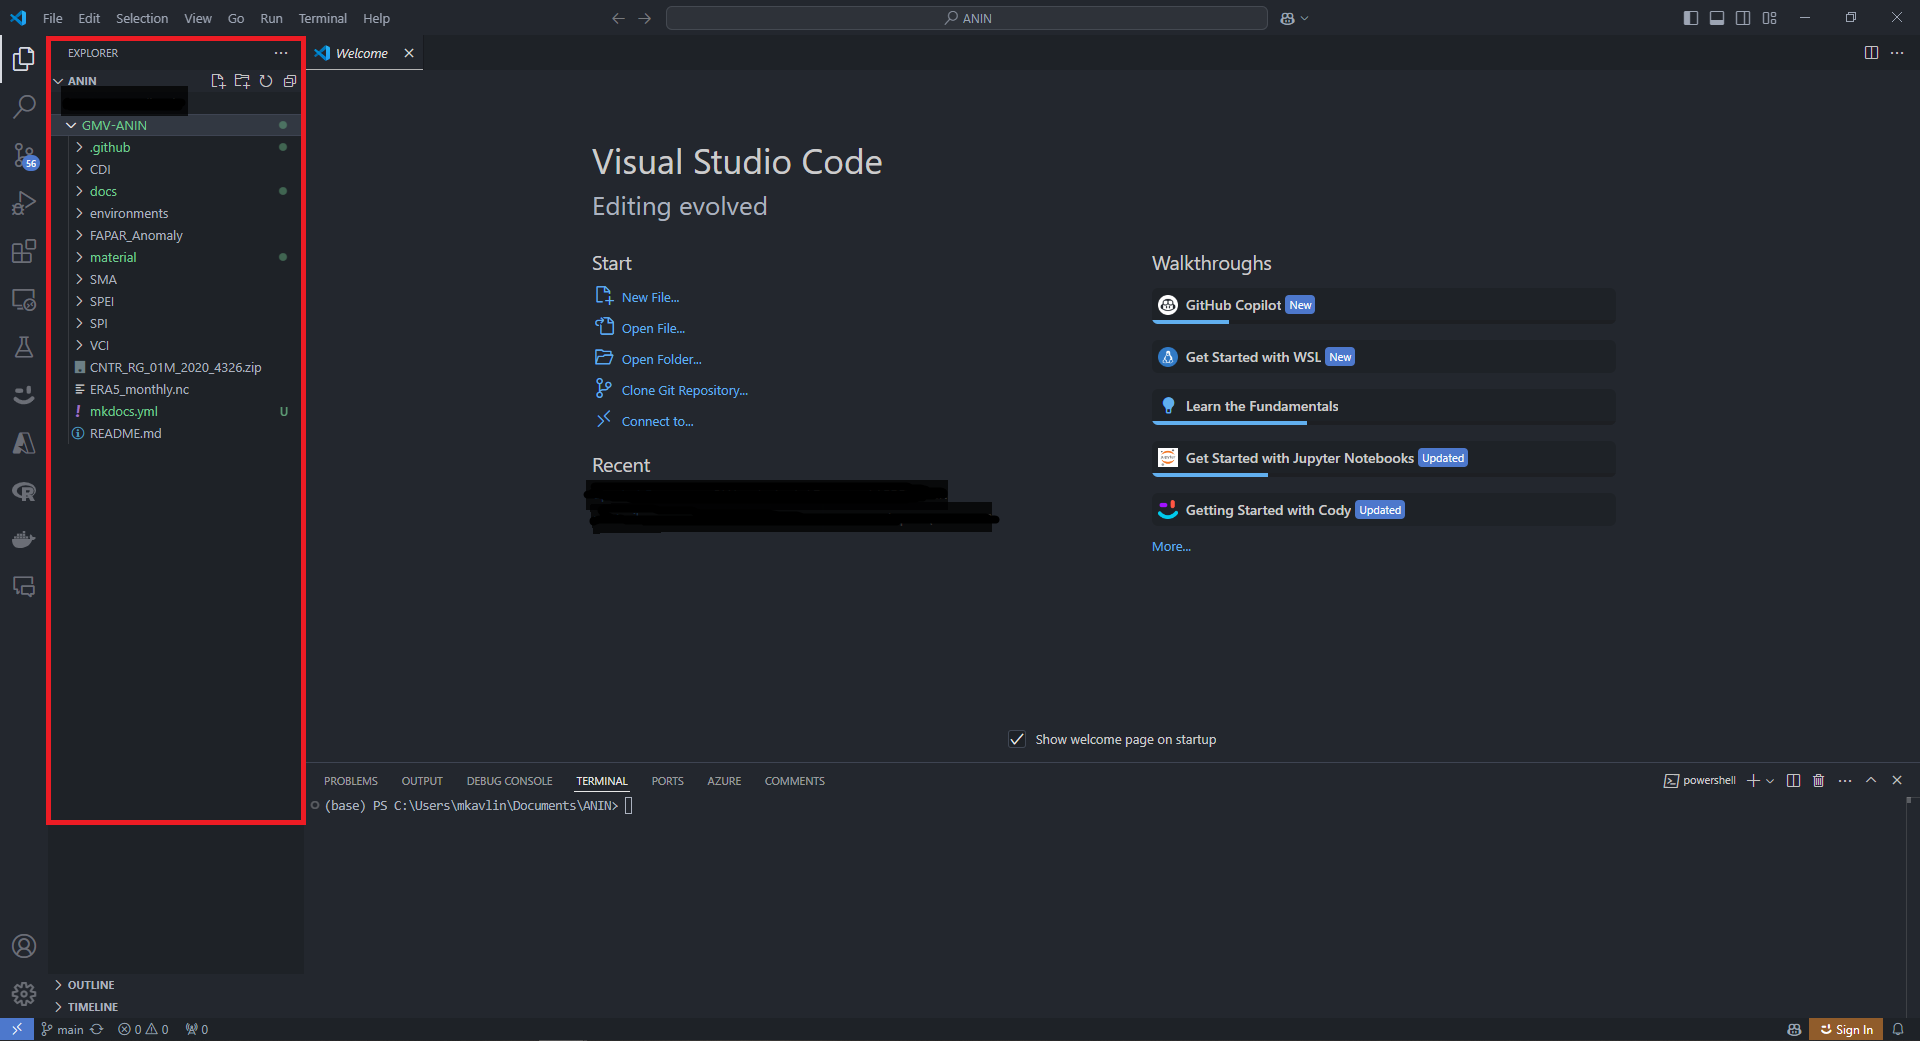 File Edit Selection View Go Run Terminal Help
ANIN
EXPLORER
Welcome
ANIN
GMV-ANIN
.github
CDI
docs
environments
FAPAR_Anomaly
material
SMA
SPEI
SPI
VCI
CNTR_RG_01M_2020_4326.zip
ERA5_monthly.nc
mkdocs.yml U
README.md
56
Visual Studio Code
Editing evolved
Start
New File...
Open File...
Open Folder...
Clone Git Repository...
Connect to...
Recent
Walkthroughs
GitHub Copilot New
Get Started with WSL New
Learn the Fundamentals
Get Started with Jupyter Notebooks Updated
Getting Started with Cody Updated
More...
Show welcome page on startup
PROBLEMS OUTPUT DEBUG CONSOLE TERMINAL PORTS AZURE COMMENTS
powershell
(base) PS C:\Users\mkavlin\Documents\ANIN>
OUTLINE
TIMELINE
main 0 0 0
Sign In